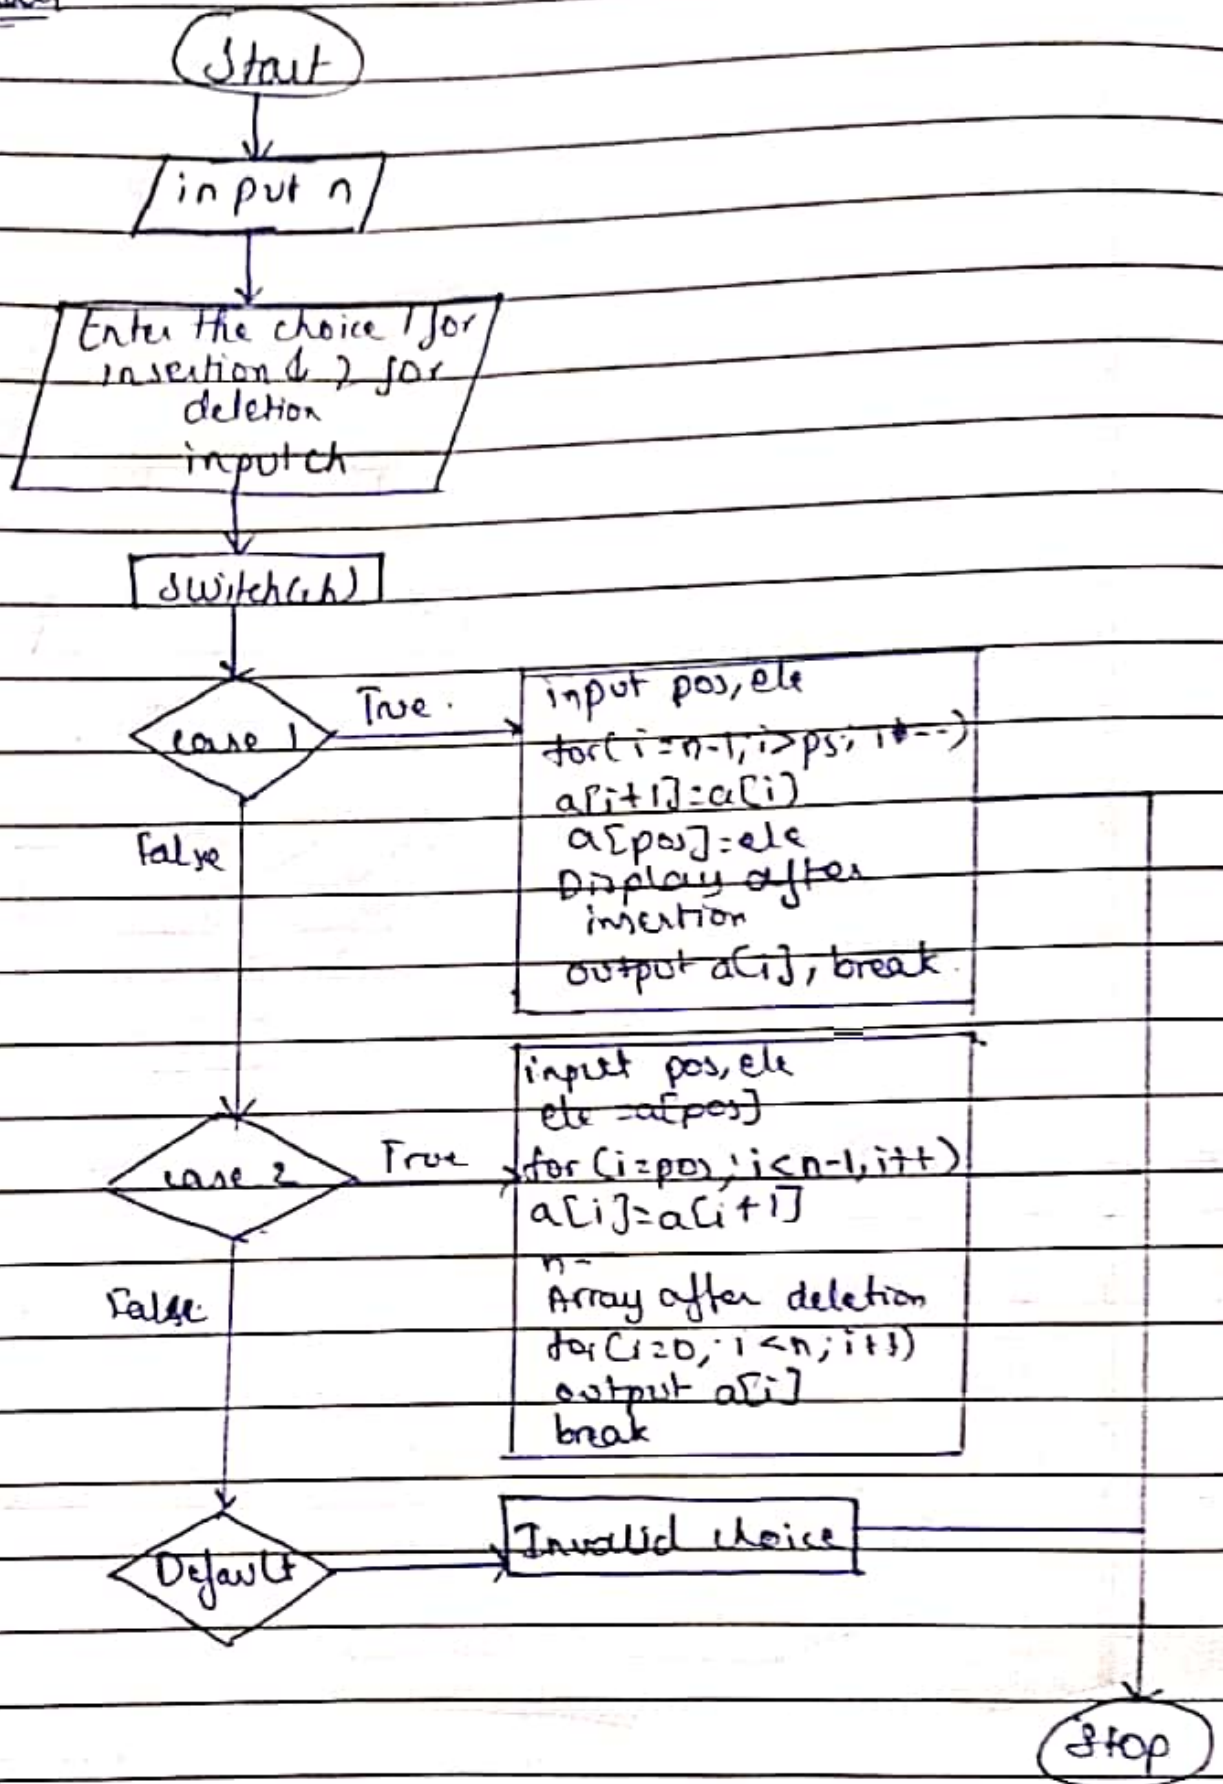 Start
input n
Enter the choice 1 for
insertion & 2 for
deletion
input ch
switch(ch)
case 1
True.
input pos, ele
for(i=n-1; i>ps; i--)
a[i+1]=a[i]
a[pos]=ele
Display after
insertion
output a[i], break.
False
case 2
True
input pos, ele
ele =a[pos]
for (i=pos; i<n-1, i++)
a[i]=a[i+1]
n-
Array after deletion
for(i=0; i<n; i++)
output a[i]
break
False.
Default
Invalid choice
Stop